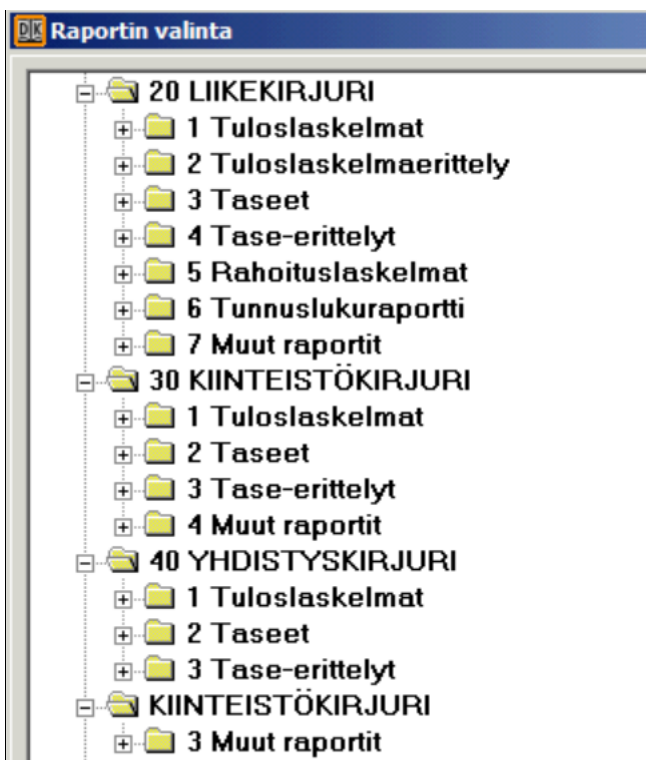 DK Raportin valinta
20 LIIKEKIRJURI
1 Tuloslaskelmat
2 Tuloslaskelmaerittely
3 Taseet
4 Tase-erittelyt
5 Rahoituslaskelmat
6 Tunnuslukuraportti
7 Muut raportit
30 KIINTEISTÖKIRJURI
1 Tuloslaskelmat
2 Taseet
3 Tase-erittelyt
4 Muut raportit
40 YHDISTYSKIRJURI
1 Tuloslaskelmat
2 Taseet
3 Tase-erittelyt
KIINTEISTÖKIRJURI
3 Muut raportit